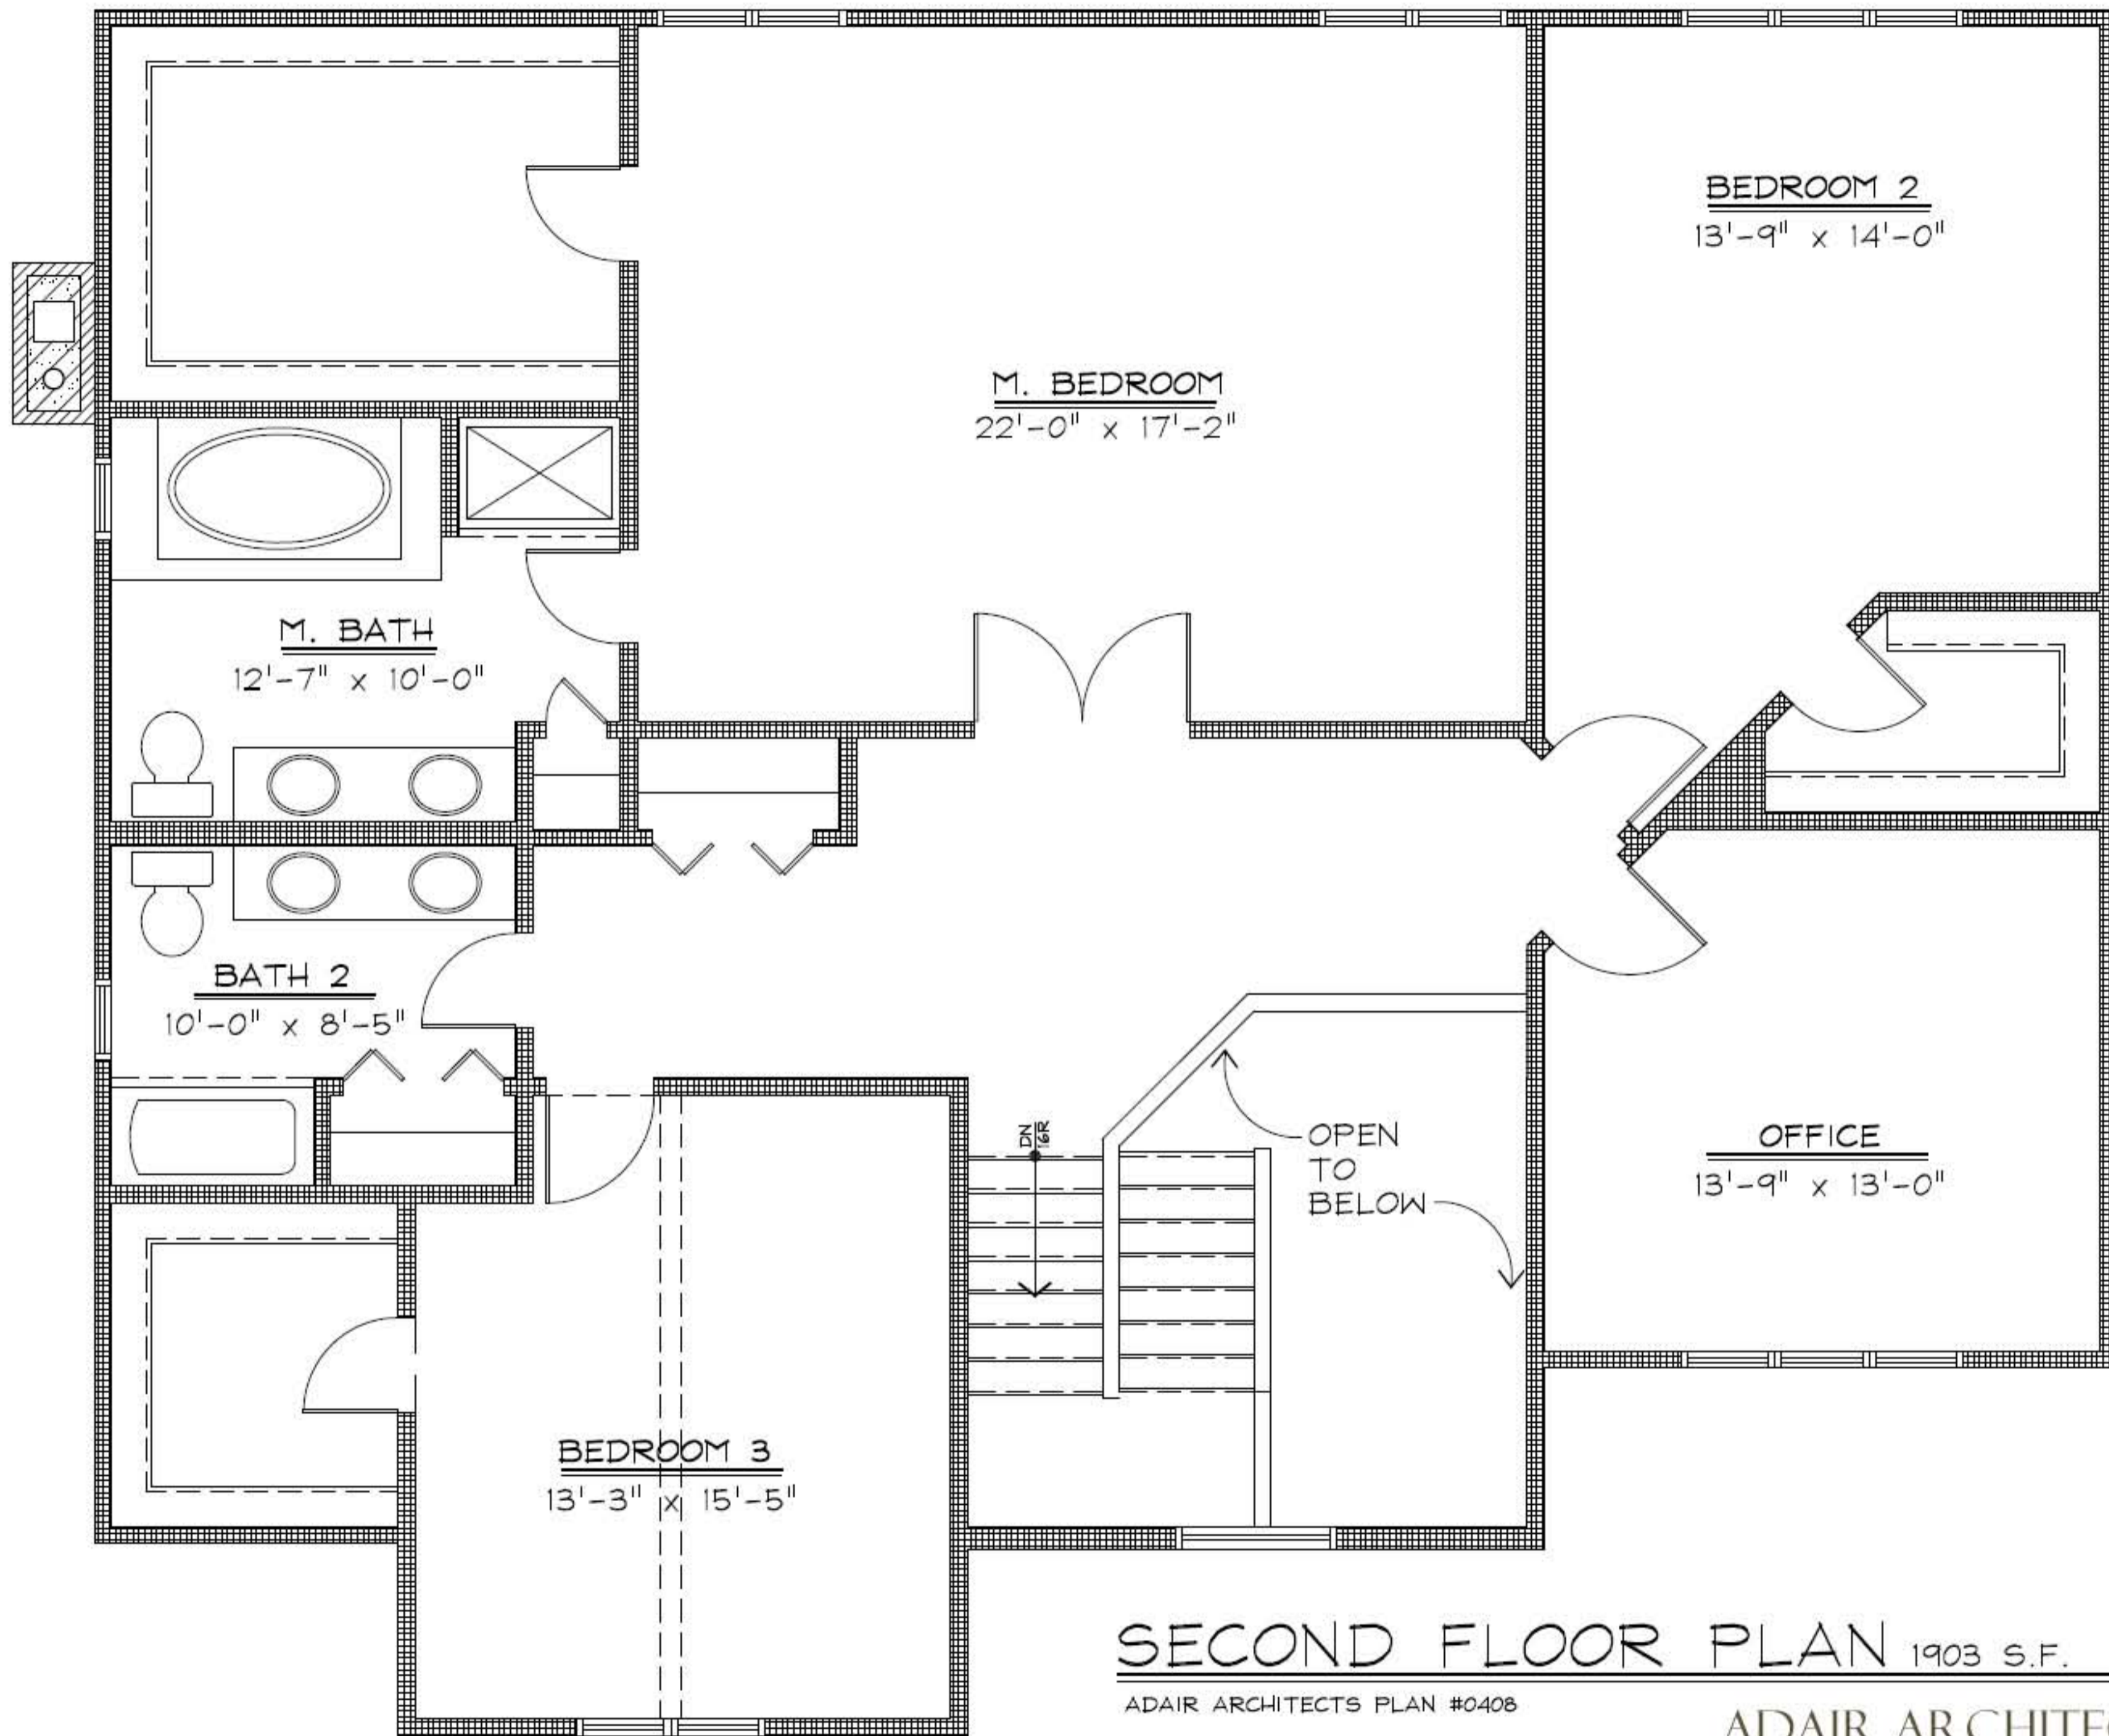 BEDROOM 2
13'-9" x 14'-0"
M. BEDROOM
22'-0" x 17'-2"
M. BATH
12'-7" x 10'-0"
BATH 2
10'-0" x 8'-5"
DN
16R
OPEN
TO
BELOW
OFFICE
13'-9" x 13'-0"
BEDROOM 3
13'-3" x 15'-5"
SECOND FLOOR PLAN 1903 S.F.
ADAIR ARCHITECTS PLAN #0408
ADAIR ARCHITE